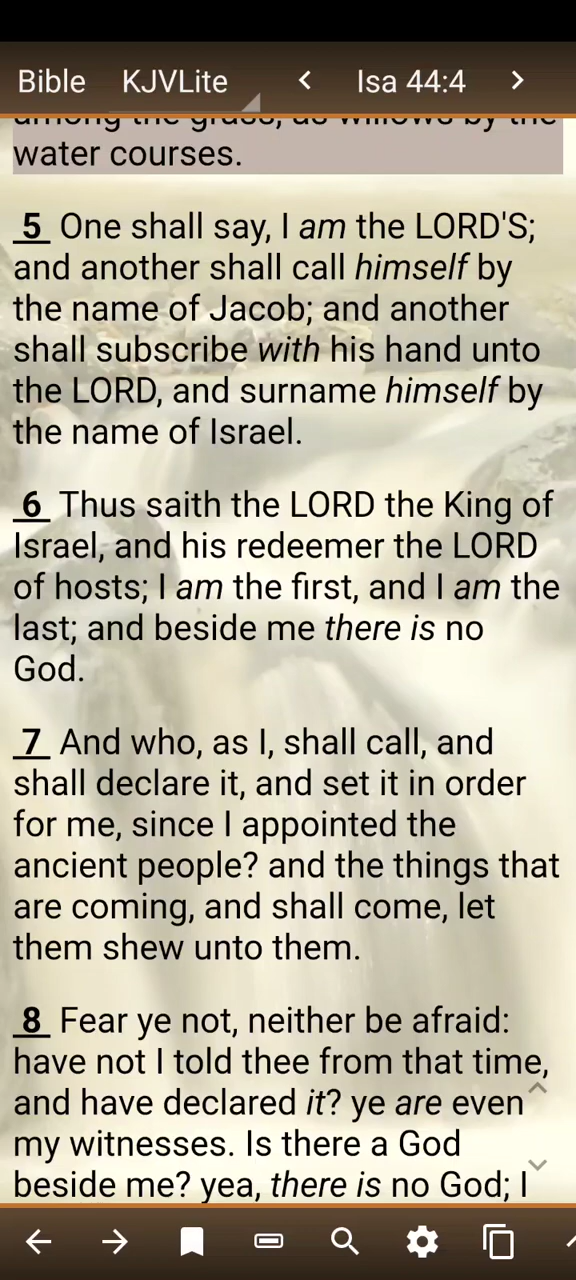 Bible KJVLite < Isa 44:4 >
among the grass, as willows by the
water courses.
5 One shall say, I am the LORD'S;
and another shall call himself by
the name of Jacob; and another
shall subscribe with his hand unto
the LORD, and surname himself by
the name of Israel.
6 Thus saith the LORD the King of
Israel, and his redeemer the LORD
of hosts; I am the first, and I am the
last; and beside me there is no
God.
7 And who, as I, shall call, and
shall declare it, and set it in order
for me, since I appointed the
ancient people? and the things that
are coming, and shall come, let
them shew unto them.
8 Fear ye not, neither be afraid:
have not I told thee from that time,
and have declared it? ye are even
my witnesses. Is there a God
beside me? yea, there is no God; I